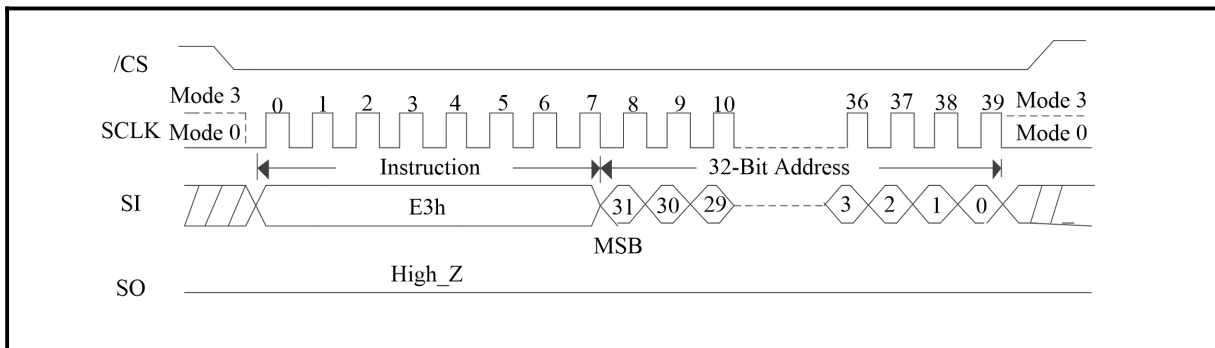 /CS
Mode 3
0 1 2 3 4 5 6 7 8 9 10 36 37 38 39
Mode 3
SCLK Mode 0
Mode 0
Instruction
32-Bit Address
SI
E3h
31 30 29 3 2 1 0
MSB
High_Z
SO